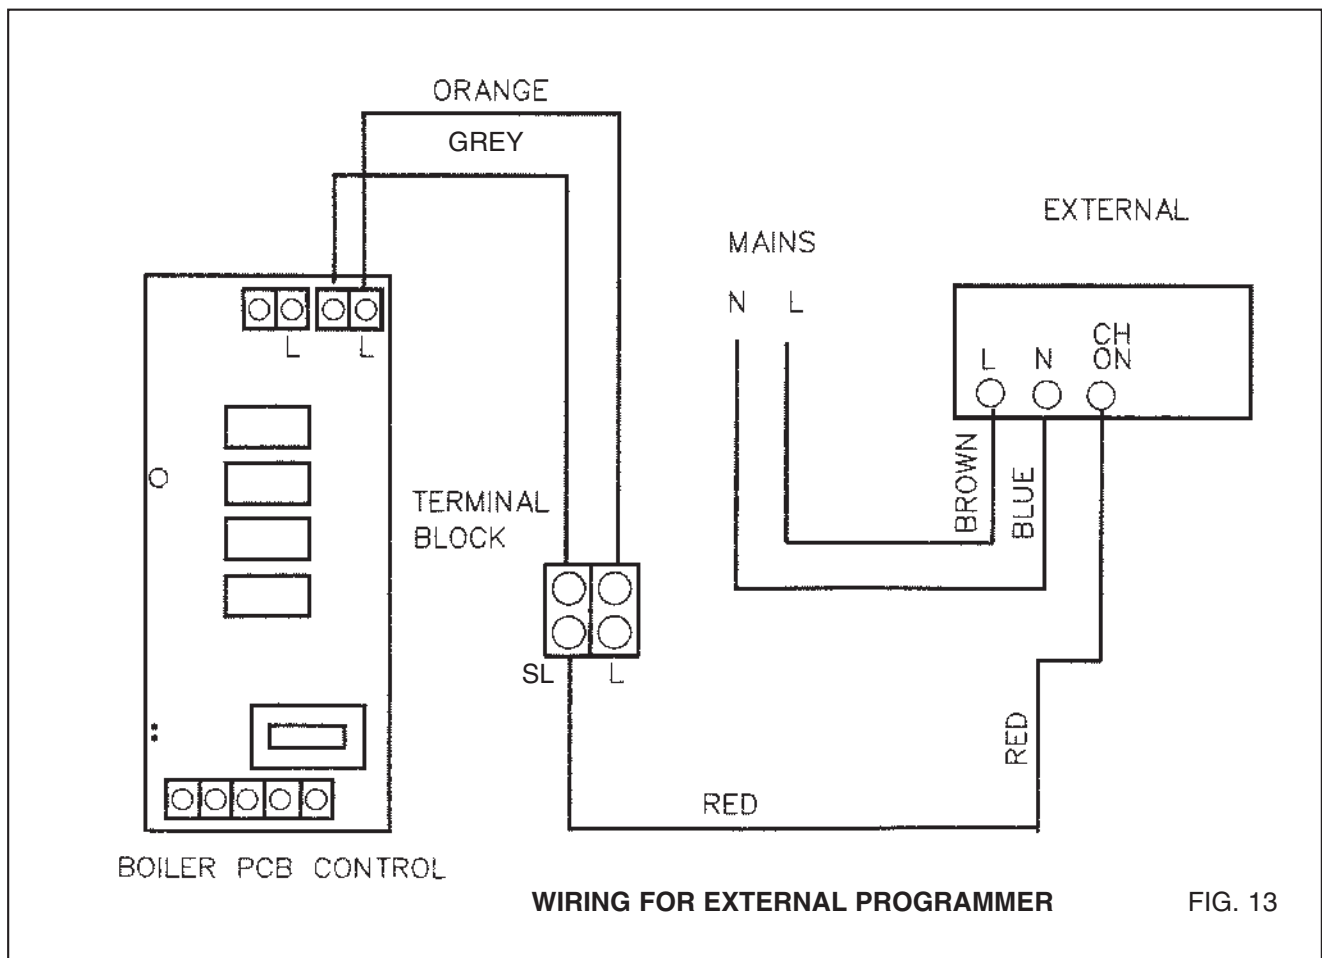 ORANGE
GREY
EXTERNAL
MAINS
N L
CH
ON
L N
L L
BROWN
BLUE
TERMINAL
BLOCK
SL L
RED
RED
BOILER PCB CONTROL
WIRING FOR EXTERNAL PROGRAMMER
FIG. 13